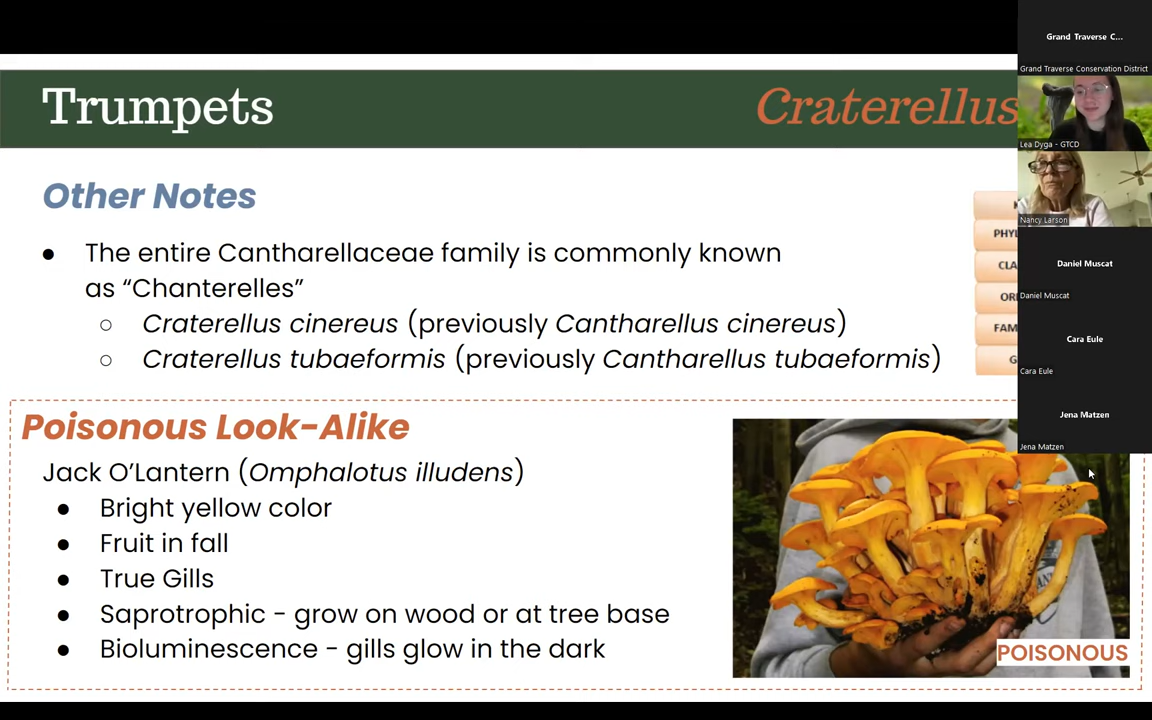 Trumpets
Craterellus
Other Notes
● The entire Cantharellaceae family is commonly known
as “Chanterelles”
○ Craterellus cinereus (previously Cantharellus cinereus)
○ Craterellus tubaeformis (previously Cantharellus tubaeformis)
PHYL
CLA
ORI
FAM
G
Poisonous Look-Alike
Jack O’Lantern (Omphalotus illudens)
● Bright yellow color
● Fruit in fall
● True Gills
● Saprotrophic - grow on wood or at tree base
● Bioluminescence - gills glow in the dark
POISONOUS
Grand Traverse C...
Grand Traverse Conservation District
Lea Dyga - GTCD
Nancy Larson
Daniel Muscat
Daniel Muscat
Cara Eule
Cara Eule
Jena Matzen
Jena Matzen